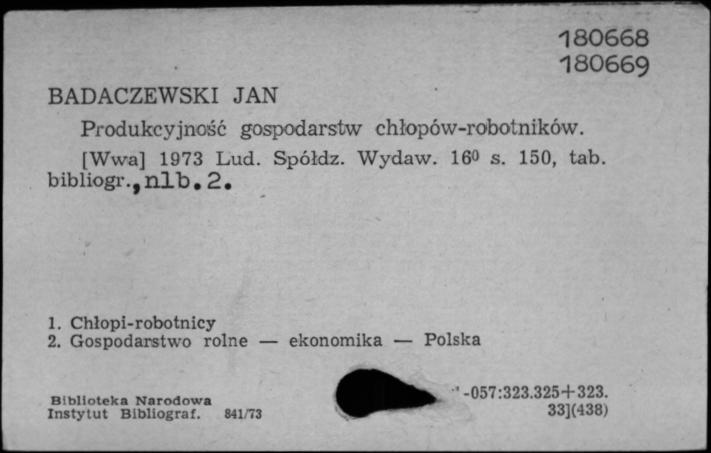 180668
180669
BADACZEWSKI JAN
Produkcyjność gospodarstw chłopów-robotników.
[Wwa] 1973 Lud. Spółdz. Wydaw. 16⁰ s. 150, tab.
bibliogr., nlb. 2.
1. Chłopi-robotnicy
2. Gospodarstwo rolne — ekonomika — Polska
Biblioteka Narodowa
Instytut Bibliograf. 841/73
-057:323.325+323.
33](438)